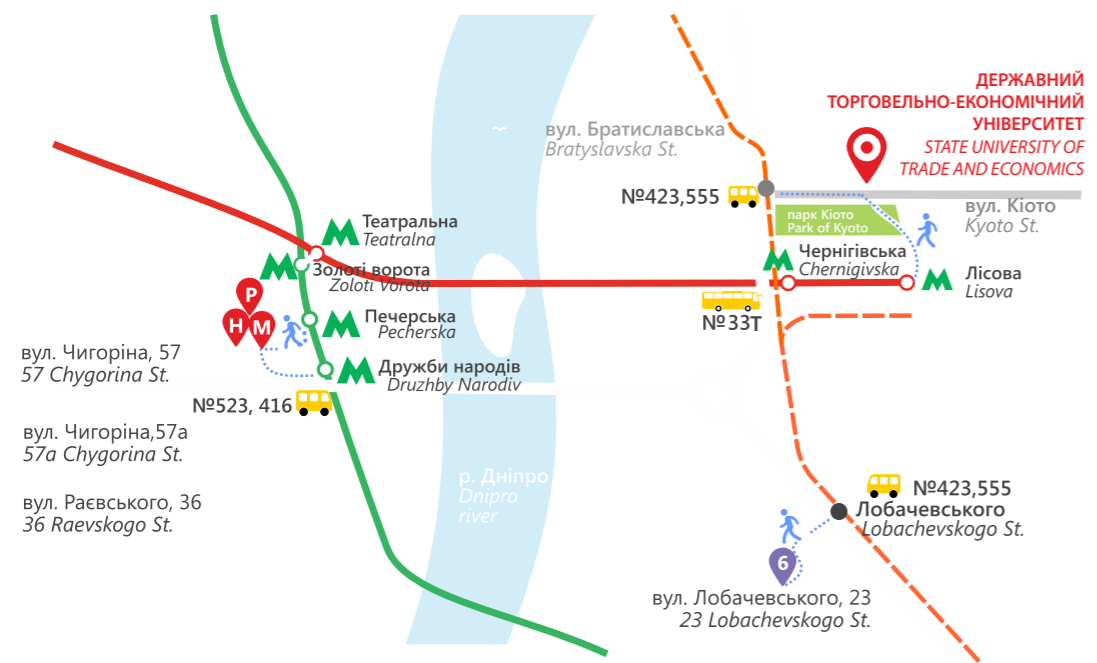 ДЕРЖАВНИЙ
ТОРГОВЕЛЬНО-ЕКОНОМІЧНИЙ
УНІВЕРСИТЕТ
STATE UNIVERSITY OF
TRADE AND ECONOMICS
вул. Братиславська
Bratyslavska St.
№423,555
парк Кіото
Park of Kyoto
вул. Кіото
Kyoto St.
Театральна
Teatralna
Золоті ворота
Zoloti Vorota
Чернігівська
Chernigivska
Лісова
Lisova
№33Т
P
H
M
Печерська
Pecherska
вул. Чигоріна, 57
57 Chygorina St.
Дружби народів
Druzhby Narodiv
№523, 416
вул. Чигоріна,57а
57a Chygorina St.
р. Дніпро
Dnipro
river
вул. Раєвського, 36
36 Raevskogo St.
№423,555
Лобачевського
Lobachevskogo St.
6
вул. Лобачевського, 23
23 Lobachevskogo St.